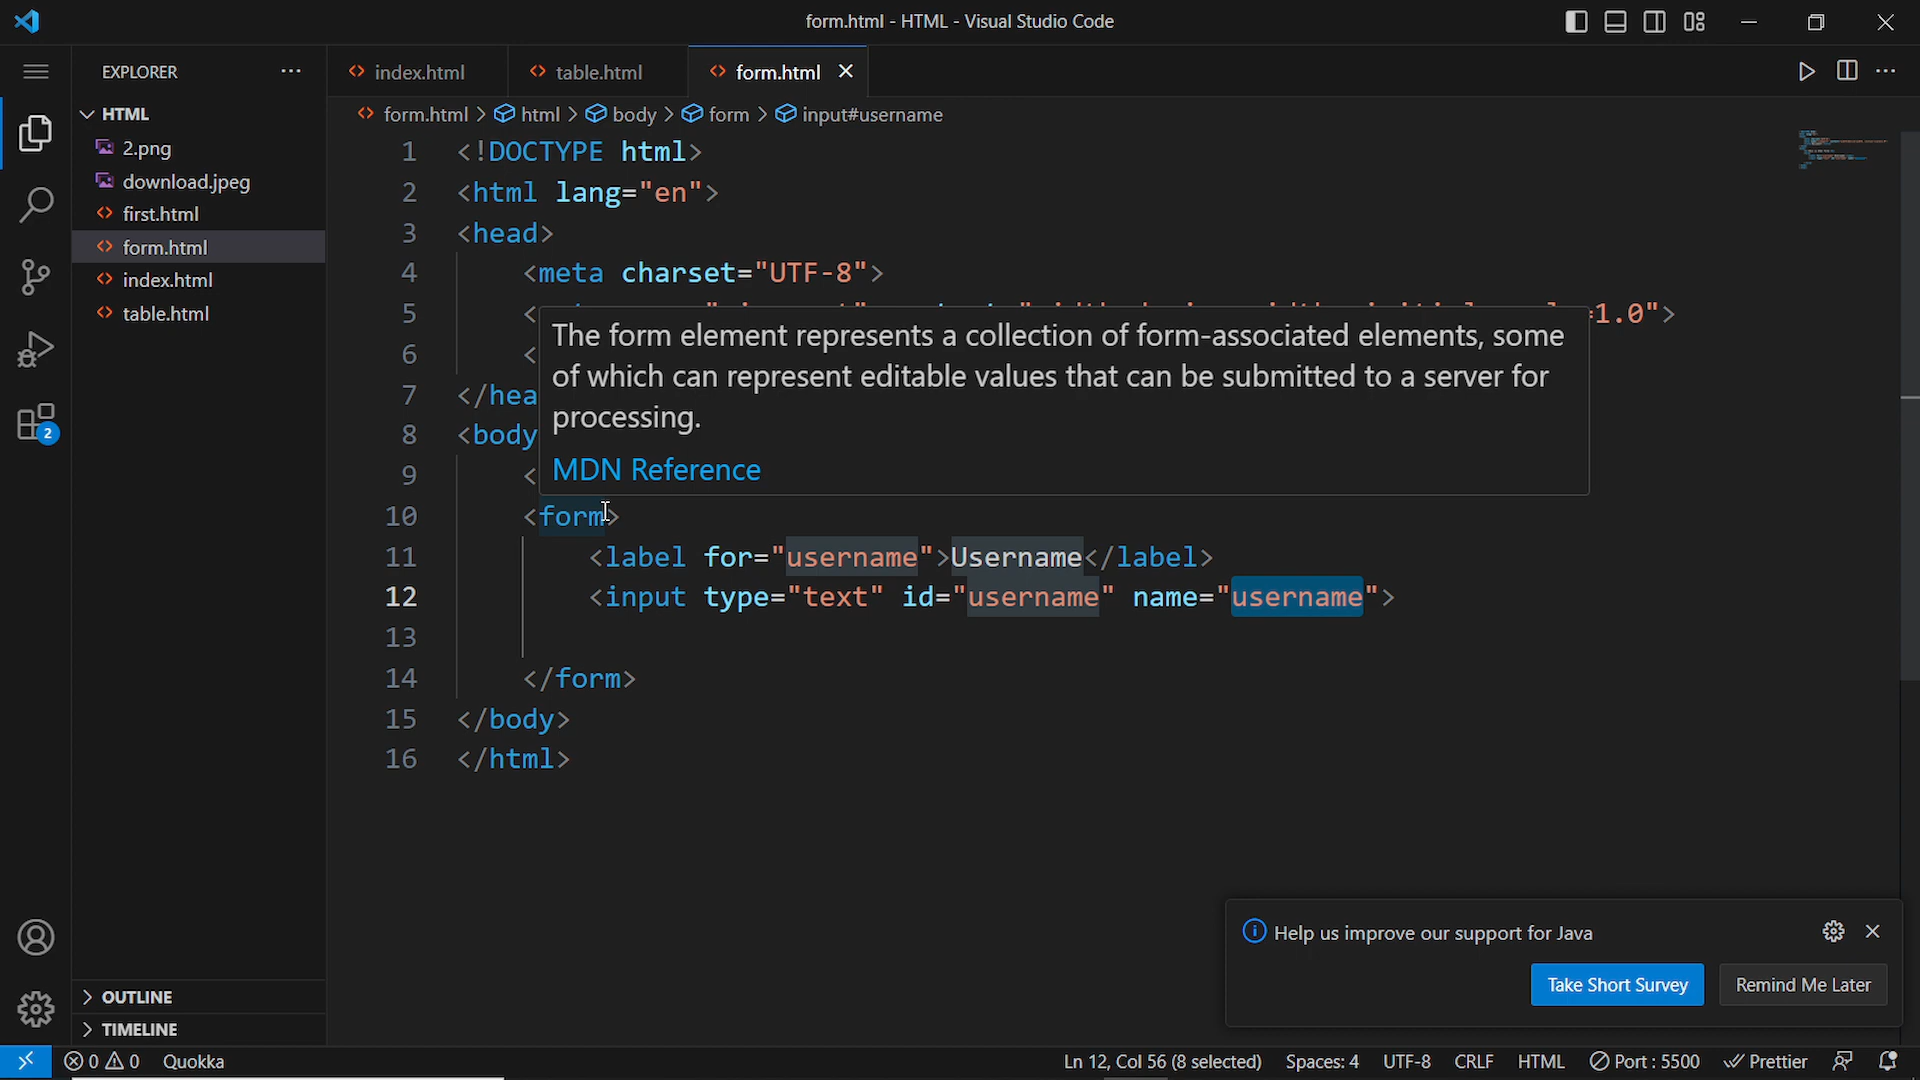 form.html - HTML - Visual Studio Code
EXPLORER
HTML
2.png
download.jpeg
first.html
form.html
index.html
table.html
OUTLINE
TIMELINE
index.html
table.html
form.html
form.html > html > body > form > input#username
1 <!DOCTYPE html>
2 <html lang="en">
3 <head>
4 <meta charset="UTF-8">
5 < =1.0">
6 <
7 </hea
8 <body
9 <
The form element represents a collection of form-associated elements, some
of which can represent editable values that can be submitted to a server for
processing.
MDN Reference
10 <form>
11 <label for="username">Username</label>
12 <input type="text" id="username" name="username">
13
14 </form>
15 </body>
16 </html>
Help us improve our support for Java
Take Short Survey
Remind Me Later
2
0 0 Quokka
Ln 12, Col 56 (8 selected) Spaces: 4 UTF-8 CRLF HTML Port : 5500 Prettier